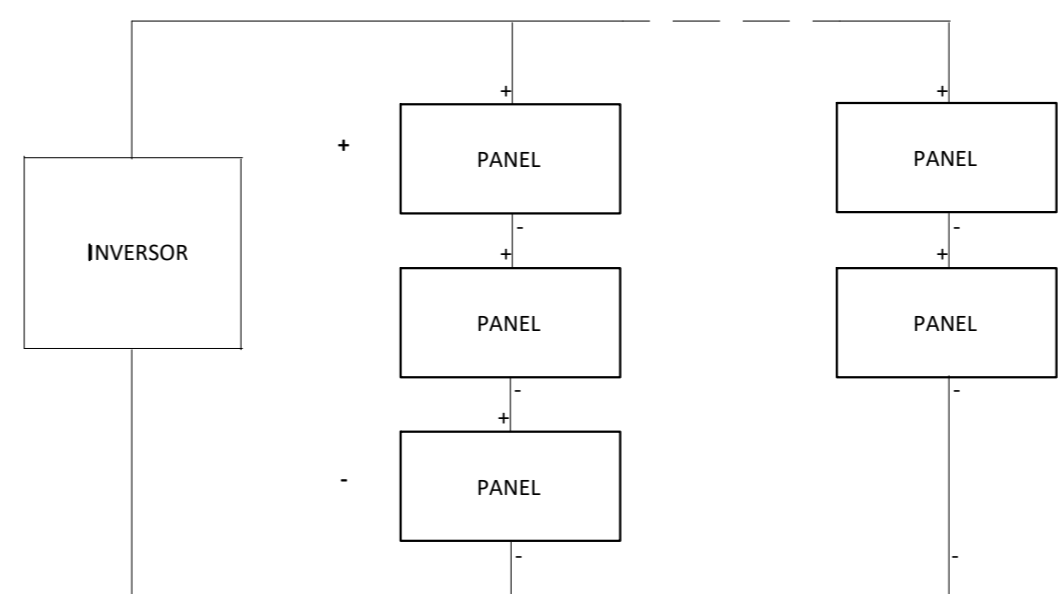 + +
+ PANEL PANEL
- -
INVERSOR + +
PANEL PANEL
- -
+
- PANEL
- -